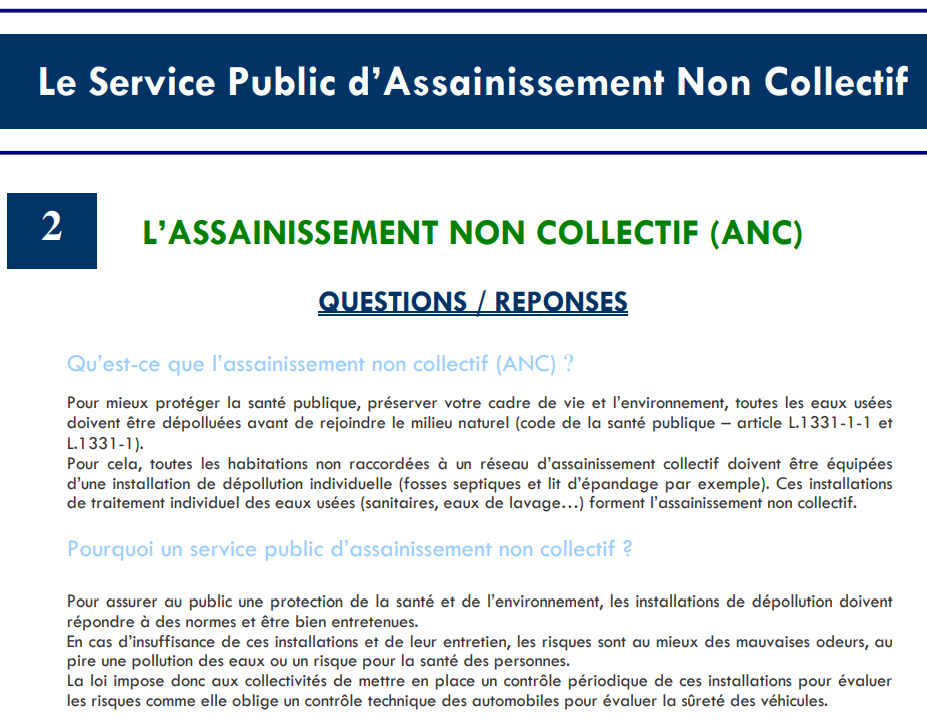 Le Service Public d’Assainissement Non Collectif
2
L’ASSAINISSEMENT NON COLLECTIF (ANC)
QUESTIONS / REPONSES
Qu’est-ce que l’assainissement non collectif (ANC) ?
Pour mieux protéger la santé publique, préserver votre cadre de vie et l’environnement, toutes les eaux usées
doivent être dépolluées avant de rejoindre le milieu naturel (code de la santé publique – article L.1331-1-1 et
L.1331-1).
Pour cela, toutes les habitations non raccordées à un réseau d’assainissement collectif doivent être équipées
d’une installation de dépollution individuelle (fosses septiques et lit d’épandage par exemple). Ces installations
de traitement individuel des eaux usées (sanitaires, eaux de lavage…) forment l’assainissement non collectif.
Pourquoi un service public d’assainissement non collectif ?
Pour assurer au public une protection de la santé et de l’environnement, les installations de dépollution doivent
répondre à des normes et être bien entretenues.
En cas d’insuffisance de ces installations et de leur entretien, les risques sont au mieux des mauvaises odeurs, au
pire une pollution des eaux ou un risque pour la santé des personnes.
La loi impose donc aux collectivités de mettre en place un contrôle périodique de ces installations pour évaluer
les risques comme elle oblige un contrôle technique des automobiles pour évaluer la sûreté des véhicules.